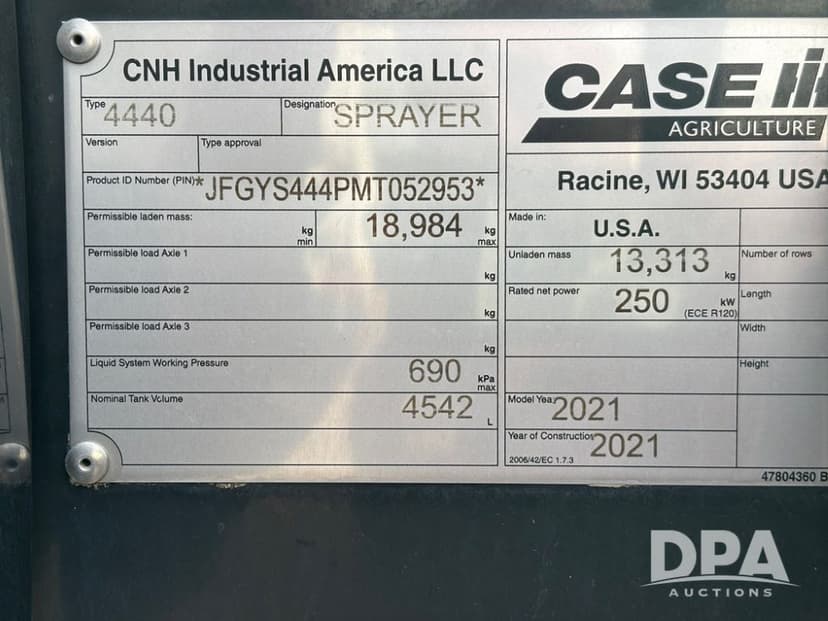 CNH Industrial America LLC
Type 4440
Designation SPRAYER
Version
Type approval
Product ID Number (PIN) *JFGYS444PMT052953*
Permissible laden mass: kg min 18,984 kg max
Permissible load Axle 1 kg
Permissible load Axle 2 kg
Permissible load Axle 3 kg
Liquid System Working Pressure 690 kPa max
Nominal Tank Volume 4542 L
CASE IH
AGRICULTURE
Racine, WI 53404 USA
Made in: U.S.A.
Unladen mass 13,313 kg
Number of rows
Rated net power 250 kW (ECE R120)
Length
Width
Height
Model Year 2021
Year of Construction 2021
2006/42/EC 1.7.3
47804360 B
DPA
AUCTIONS